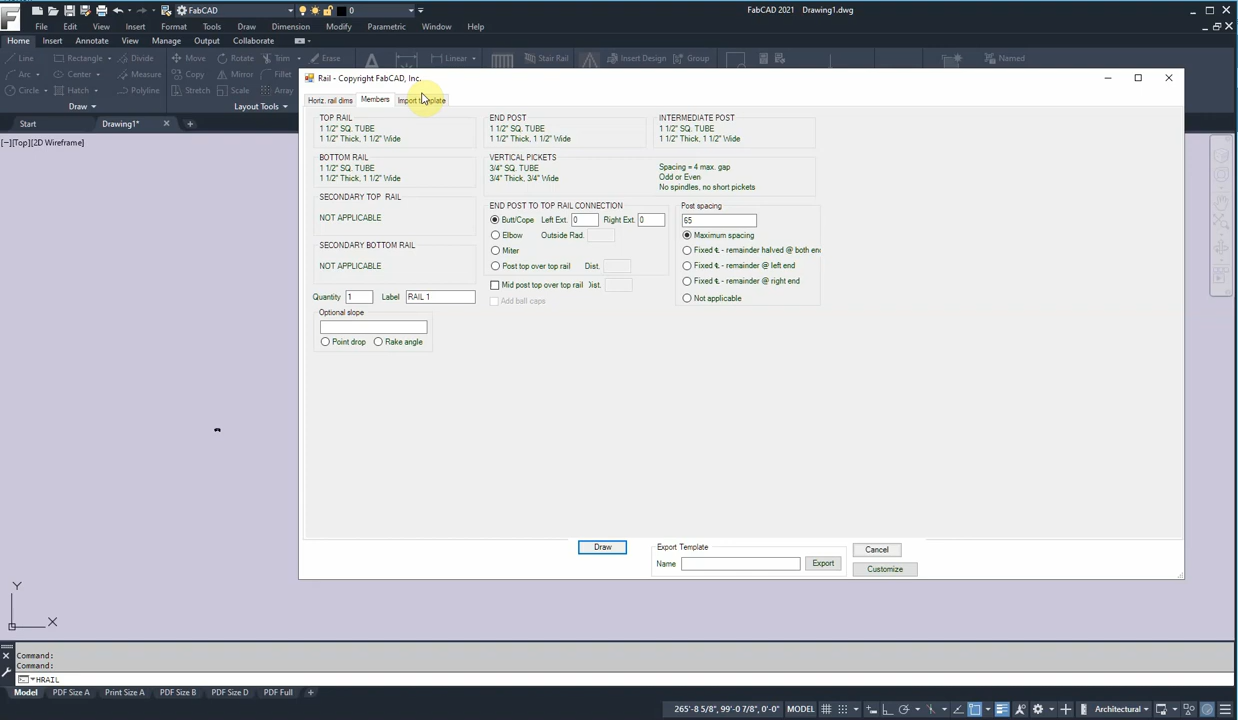 FabCAD
0
FabCAD 2021 Drawing1.dwg
File Edit View Insert Format Tools Draw Dimension Modify Parametric Window Help
Home Insert Annotate View Manage Output Collaborate
Line Rectangle Divide Move Rotate Trim Erase Linear Stair Rail Insert Design Group Named
Arc Center Measure Copy Mirror Fillet
Circle Hatch Polyline Stretch Scale Array
Draw Layout Tools
Start Drawing1*
[−][Top][2D Wireframe]
Rail - Copyright FabCAD, Inc.
Horiz. rail dims Members Import template
TOP RAIL
1 1/2" SQ. TUBE
1 1/2" Thick, 1 1/2" Wide
END POST
1 1/2" SQ. TUBE
1 1/2" Thick, 1 1/2" Wide
INTERMEDIATE POST
1 1/2" SQ. TUBE
1 1/2" Thick, 1 1/2" Wide
BOTTOM RAIL
1 1/2" SQ. TUBE
1 1/2" Thick, 1 1/2" Wide
VERTICAL PICKETS
3/4" SQ. TUBE
3/4" Thick, 3/4" Wide
Spacing = 4 max. gap
Odd or Even
No spindles, no short pickets
SECONDARY TOP RAIL
NOT APPLICABLE
SECONDARY BOTTOM RAIL
NOT APPLICABLE
END POST TO TOP RAIL CONNECTION
Butt/Cope Left Ext. 0 Right Ext. 0
Elbow Outside Rad.
Miter
Post top over top rail Dist.
Mid post top over top rail
Add ball caps
Post spacing
65
Maximum spacing
Fixed ℄ - remainder halved @ both en
Fixed ℄ - remainder @ left end
Fixed ℄ - remainder @ right end
Not applicable
Quantity 1 Label RAIL 1
Optional slope
Point drop Rake angle
Draw
Export Template
Name Export
Cancel
Customize
Y
X
Command:
Command:
HRAIL
Model PDF Size A Print Size A PDF Size B PDF Size D PDF Full
265'-8 5/8", 99'-0 7/8", 0'-0" MODEL Architectural